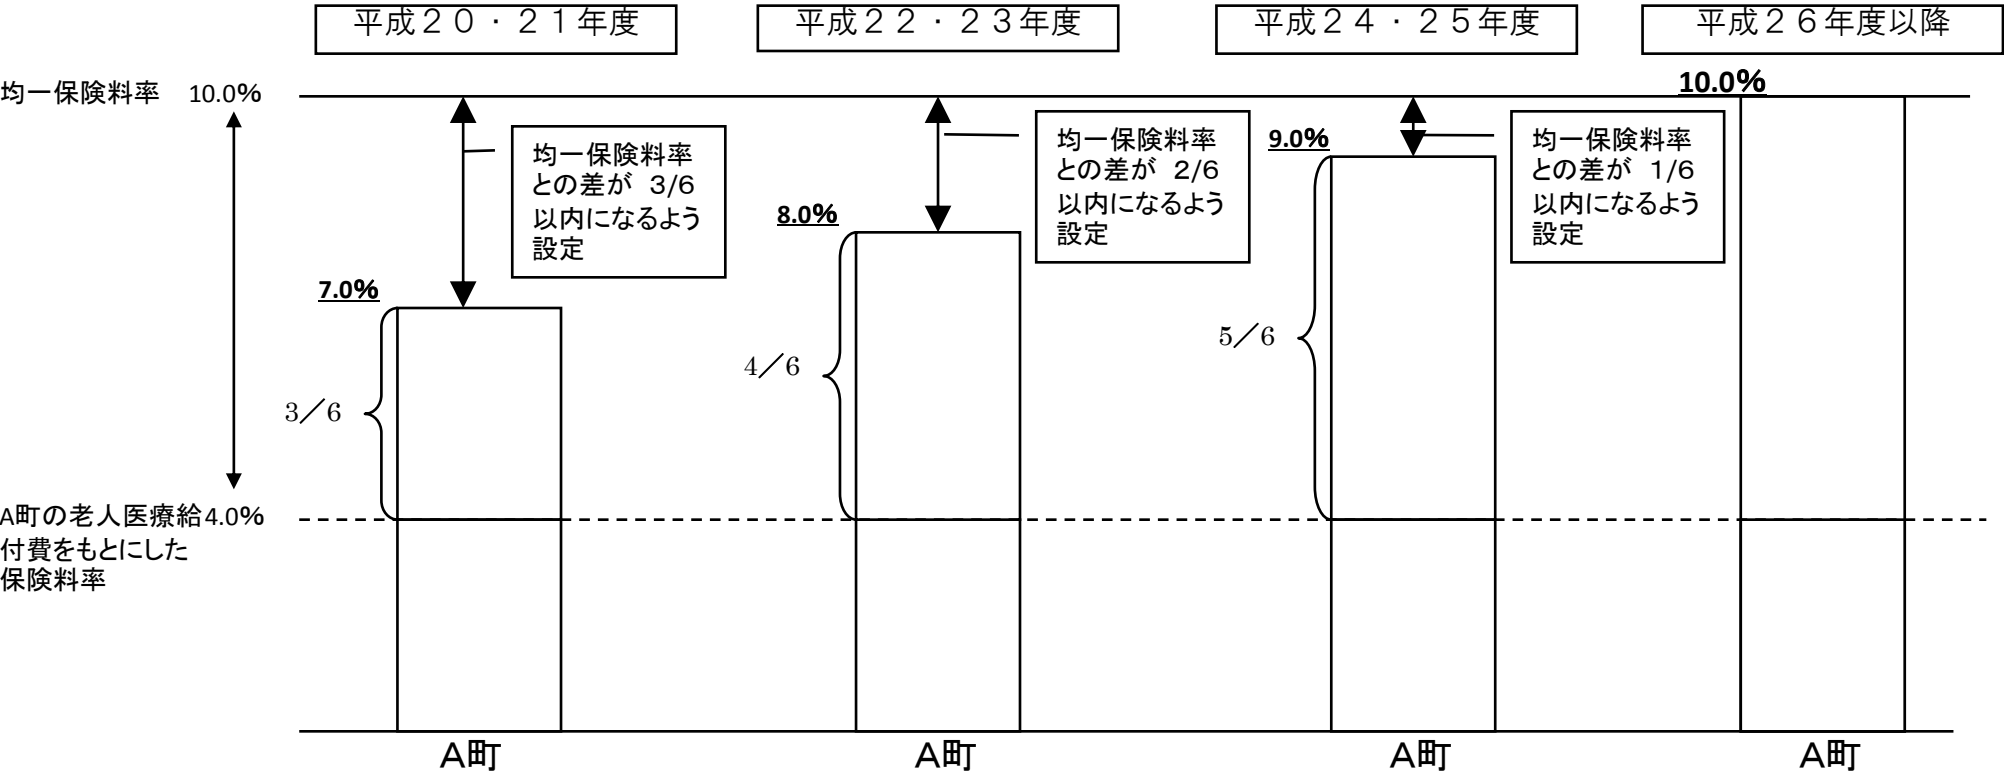 平成２０・２１年度
平成２２・２３年度
平成２４・２５年度
平成２６年度以降
均一保険料率 10.0%
10.0%
均一保険料率
との差が 3/6
以内になるよう
設定
均一保険料率
との差が 2/6
以内になるよう
設定
9.0%
均一保険料率
との差が 1/6
以内になるよう
設定
8.0%
7.0%
5／6
4／6
3／6
A町の老人医療給4.0%
付費をもとにした
保険料率
A町
A町
A町
A町